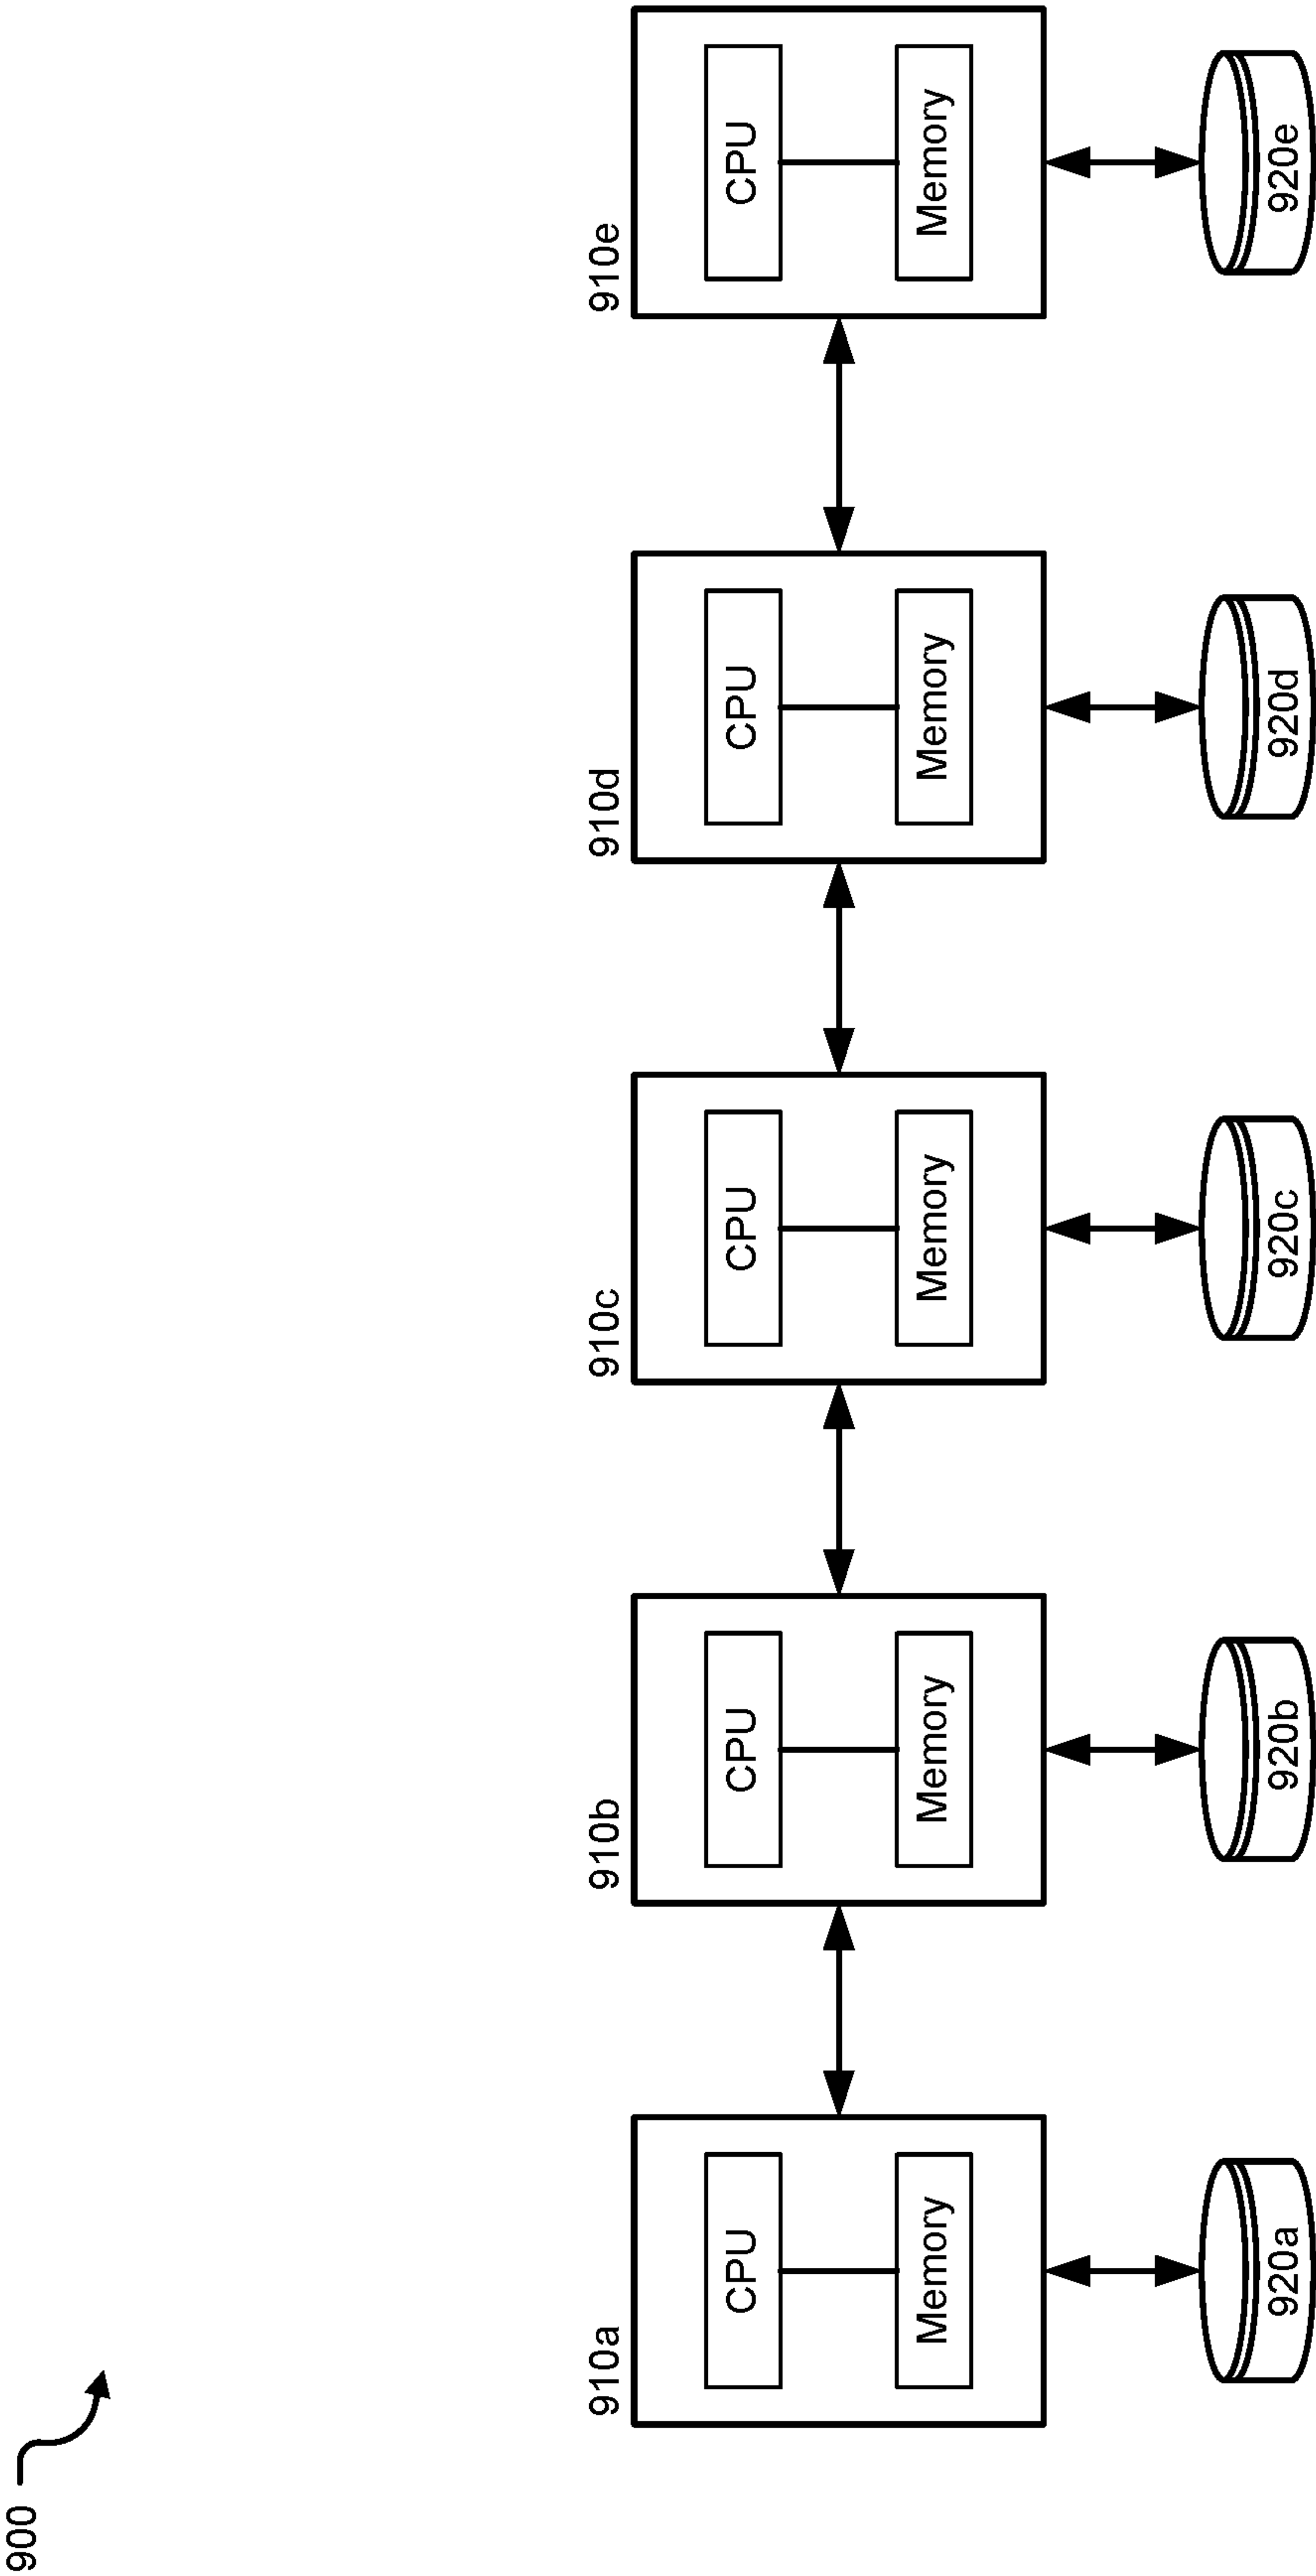 900
910a
910b
910c
910d
910e
CPU
CPU
CPU
CPU
CPU
Memory
Memory
Memory
Memory
Memory
920a
920b
920c
920d
920e